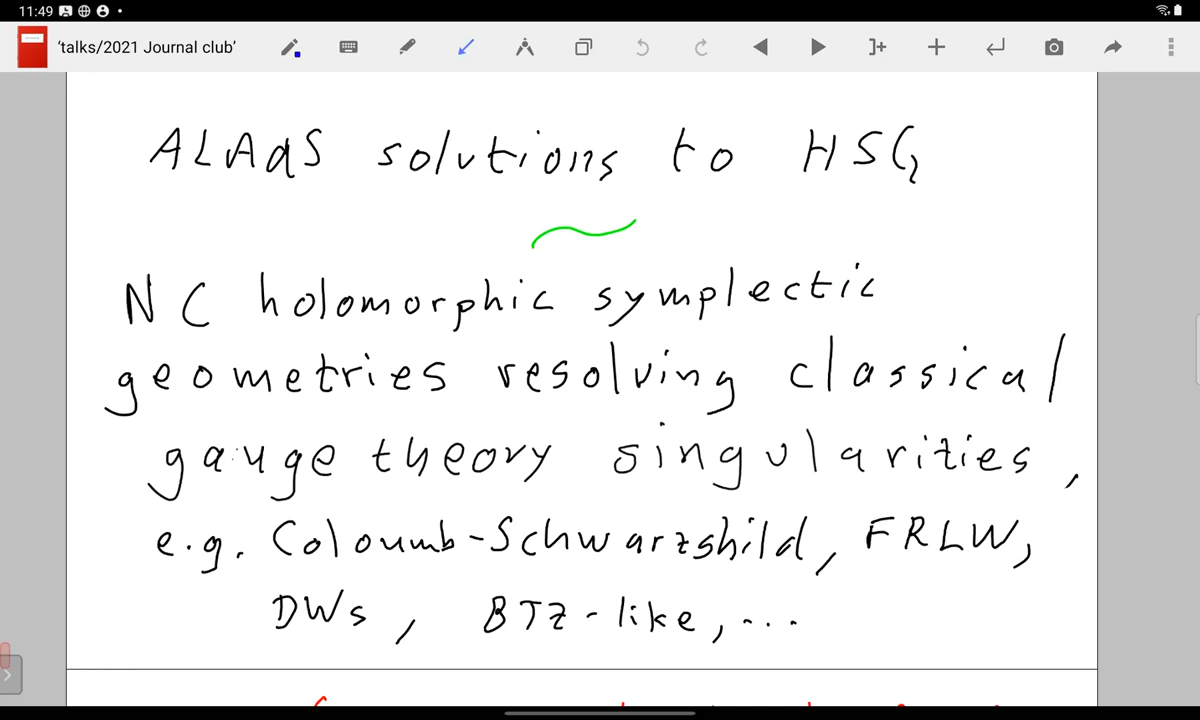 11:49
'talks/2021 Journal club'
ALAdS solutions to HSG
NC holomorphic symplectic
geometries resolving classical
gauge theory singularities,
e.g. Coloumb-Schwarzshild, FRLW,
DWs, BTZ-like, ...